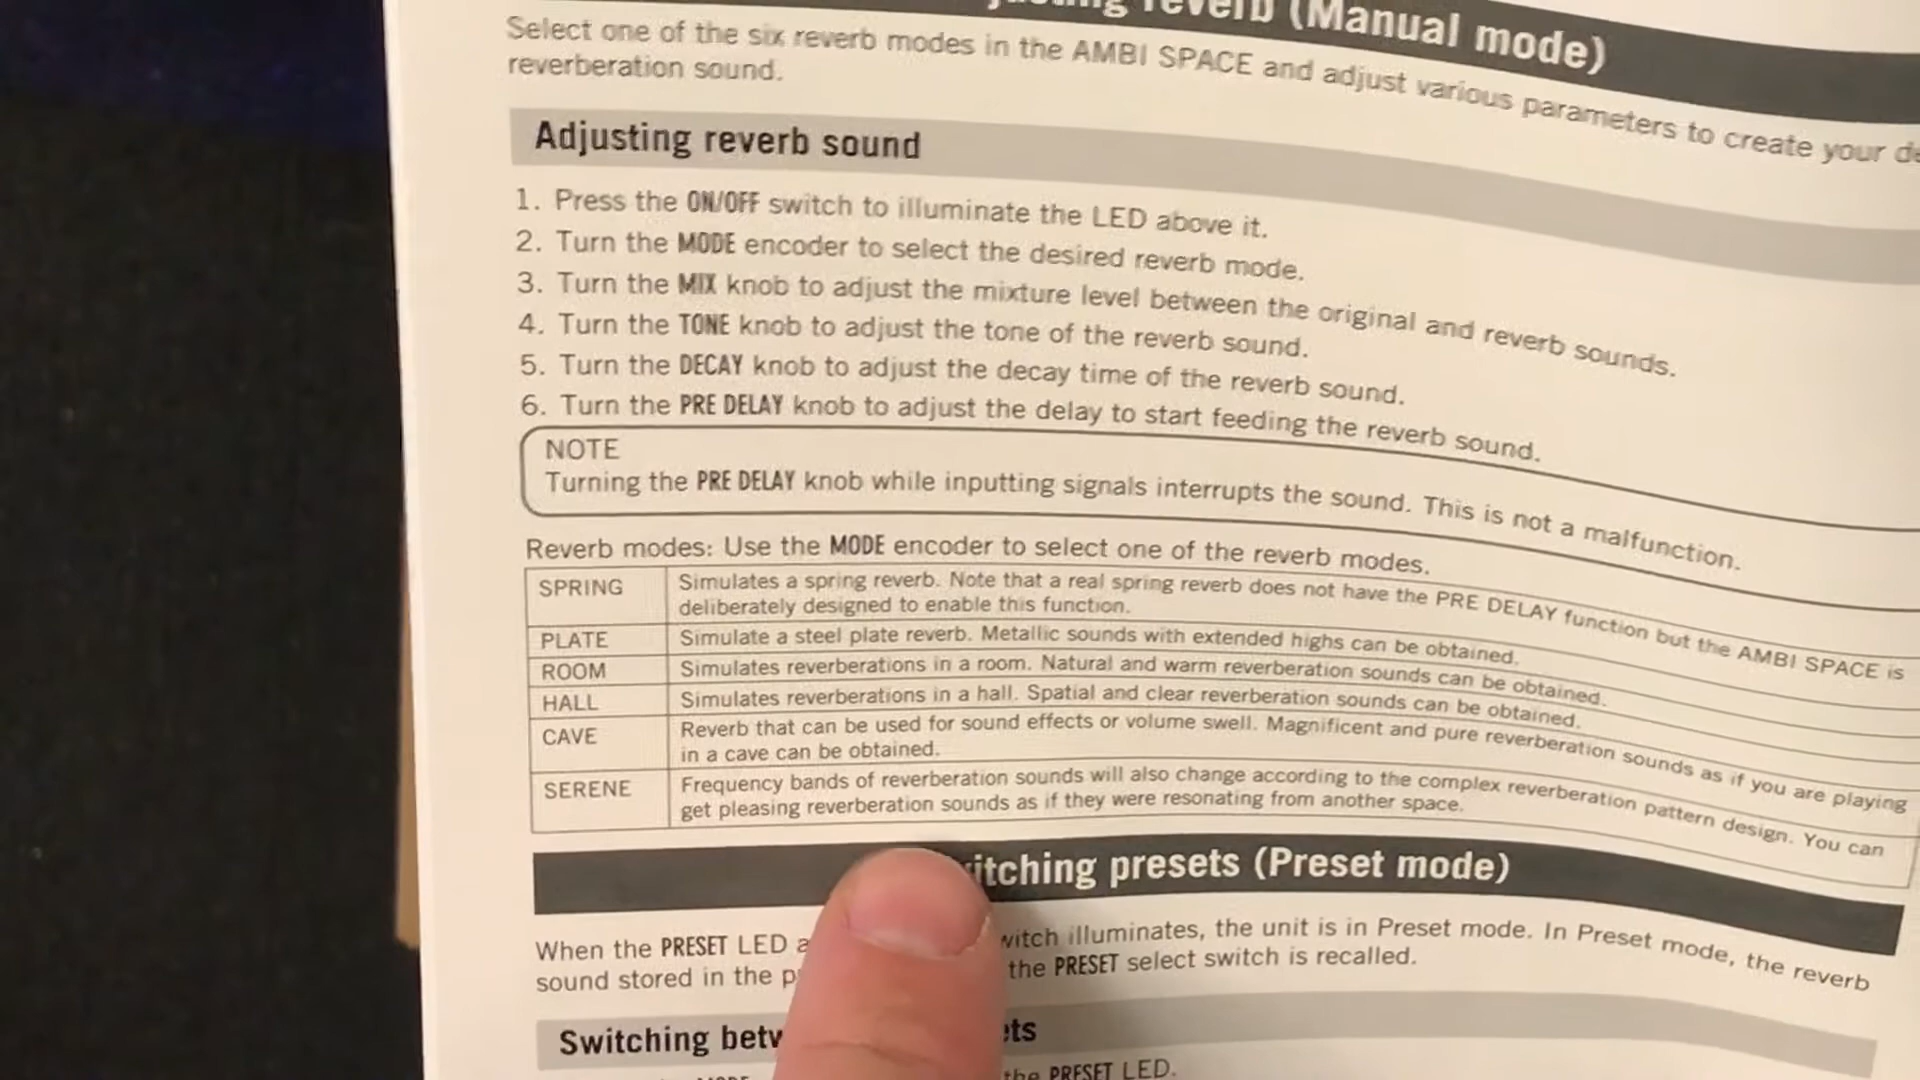 reverb (Manual mode)
Select one of the six reverb modes in the AMBI SPACE and adjust various parameters to create your
reverberation sound.
Adjusting reverb sound
1. Press the ON/OFF switch to illuminate the LED above it.
2. Turn the MODE encoder to select the desired reverb mode.
3. Turn the MIX knob to adjust the mixture level between the original and reverb sounds.
4. Turn the TONE knob to adjust the tone of the reverb sound.
5. Turn the DECAY knob to adjust the decay time of the reverb sound.
6. Turn the PRE DELAY knob to adjust the delay to start feeding the reverb sound.
NOTE
Turning the PRE DELAY knob while inputting signals interrupts the sound. This is not a malfunction.
Reverb modes: Use the MODE encoder to select one of the reverb modes.
SPRING Simulates a spring reverb. Note that a real spring reverb does not have the PRE DELAY function but the AMBI SPACE is
deliberately designed to enable this function.
PLATE Simulate a steel plate reverb. Metallic sounds with extended highs can be obtained.
ROOM Simulates reverberations in a room. Natural and warm reverberation sounds can be obtained.
HALL Simulates reverberations in a hall. Spatial and clear reverberation sounds can be obtained.
CAVE Reverb that can be used for sound effects or volume swell. Magnificent and pure reverberation sounds as if you are playing
in a cave can be obtained.
SERENE Frequency bands of reverberation sounds will also change according to the complex reverberation pattern design. You can
get pleasing reverberation sounds as if they were resonating from another space.
itching presets (Preset mode)
When the PRESET LED a witch illuminates, the unit is in Preset mode. In Preset mode, the reverb
sound stored in the p the PRESET select switch is recalled.
Switching betw ets
the PRESET LED.